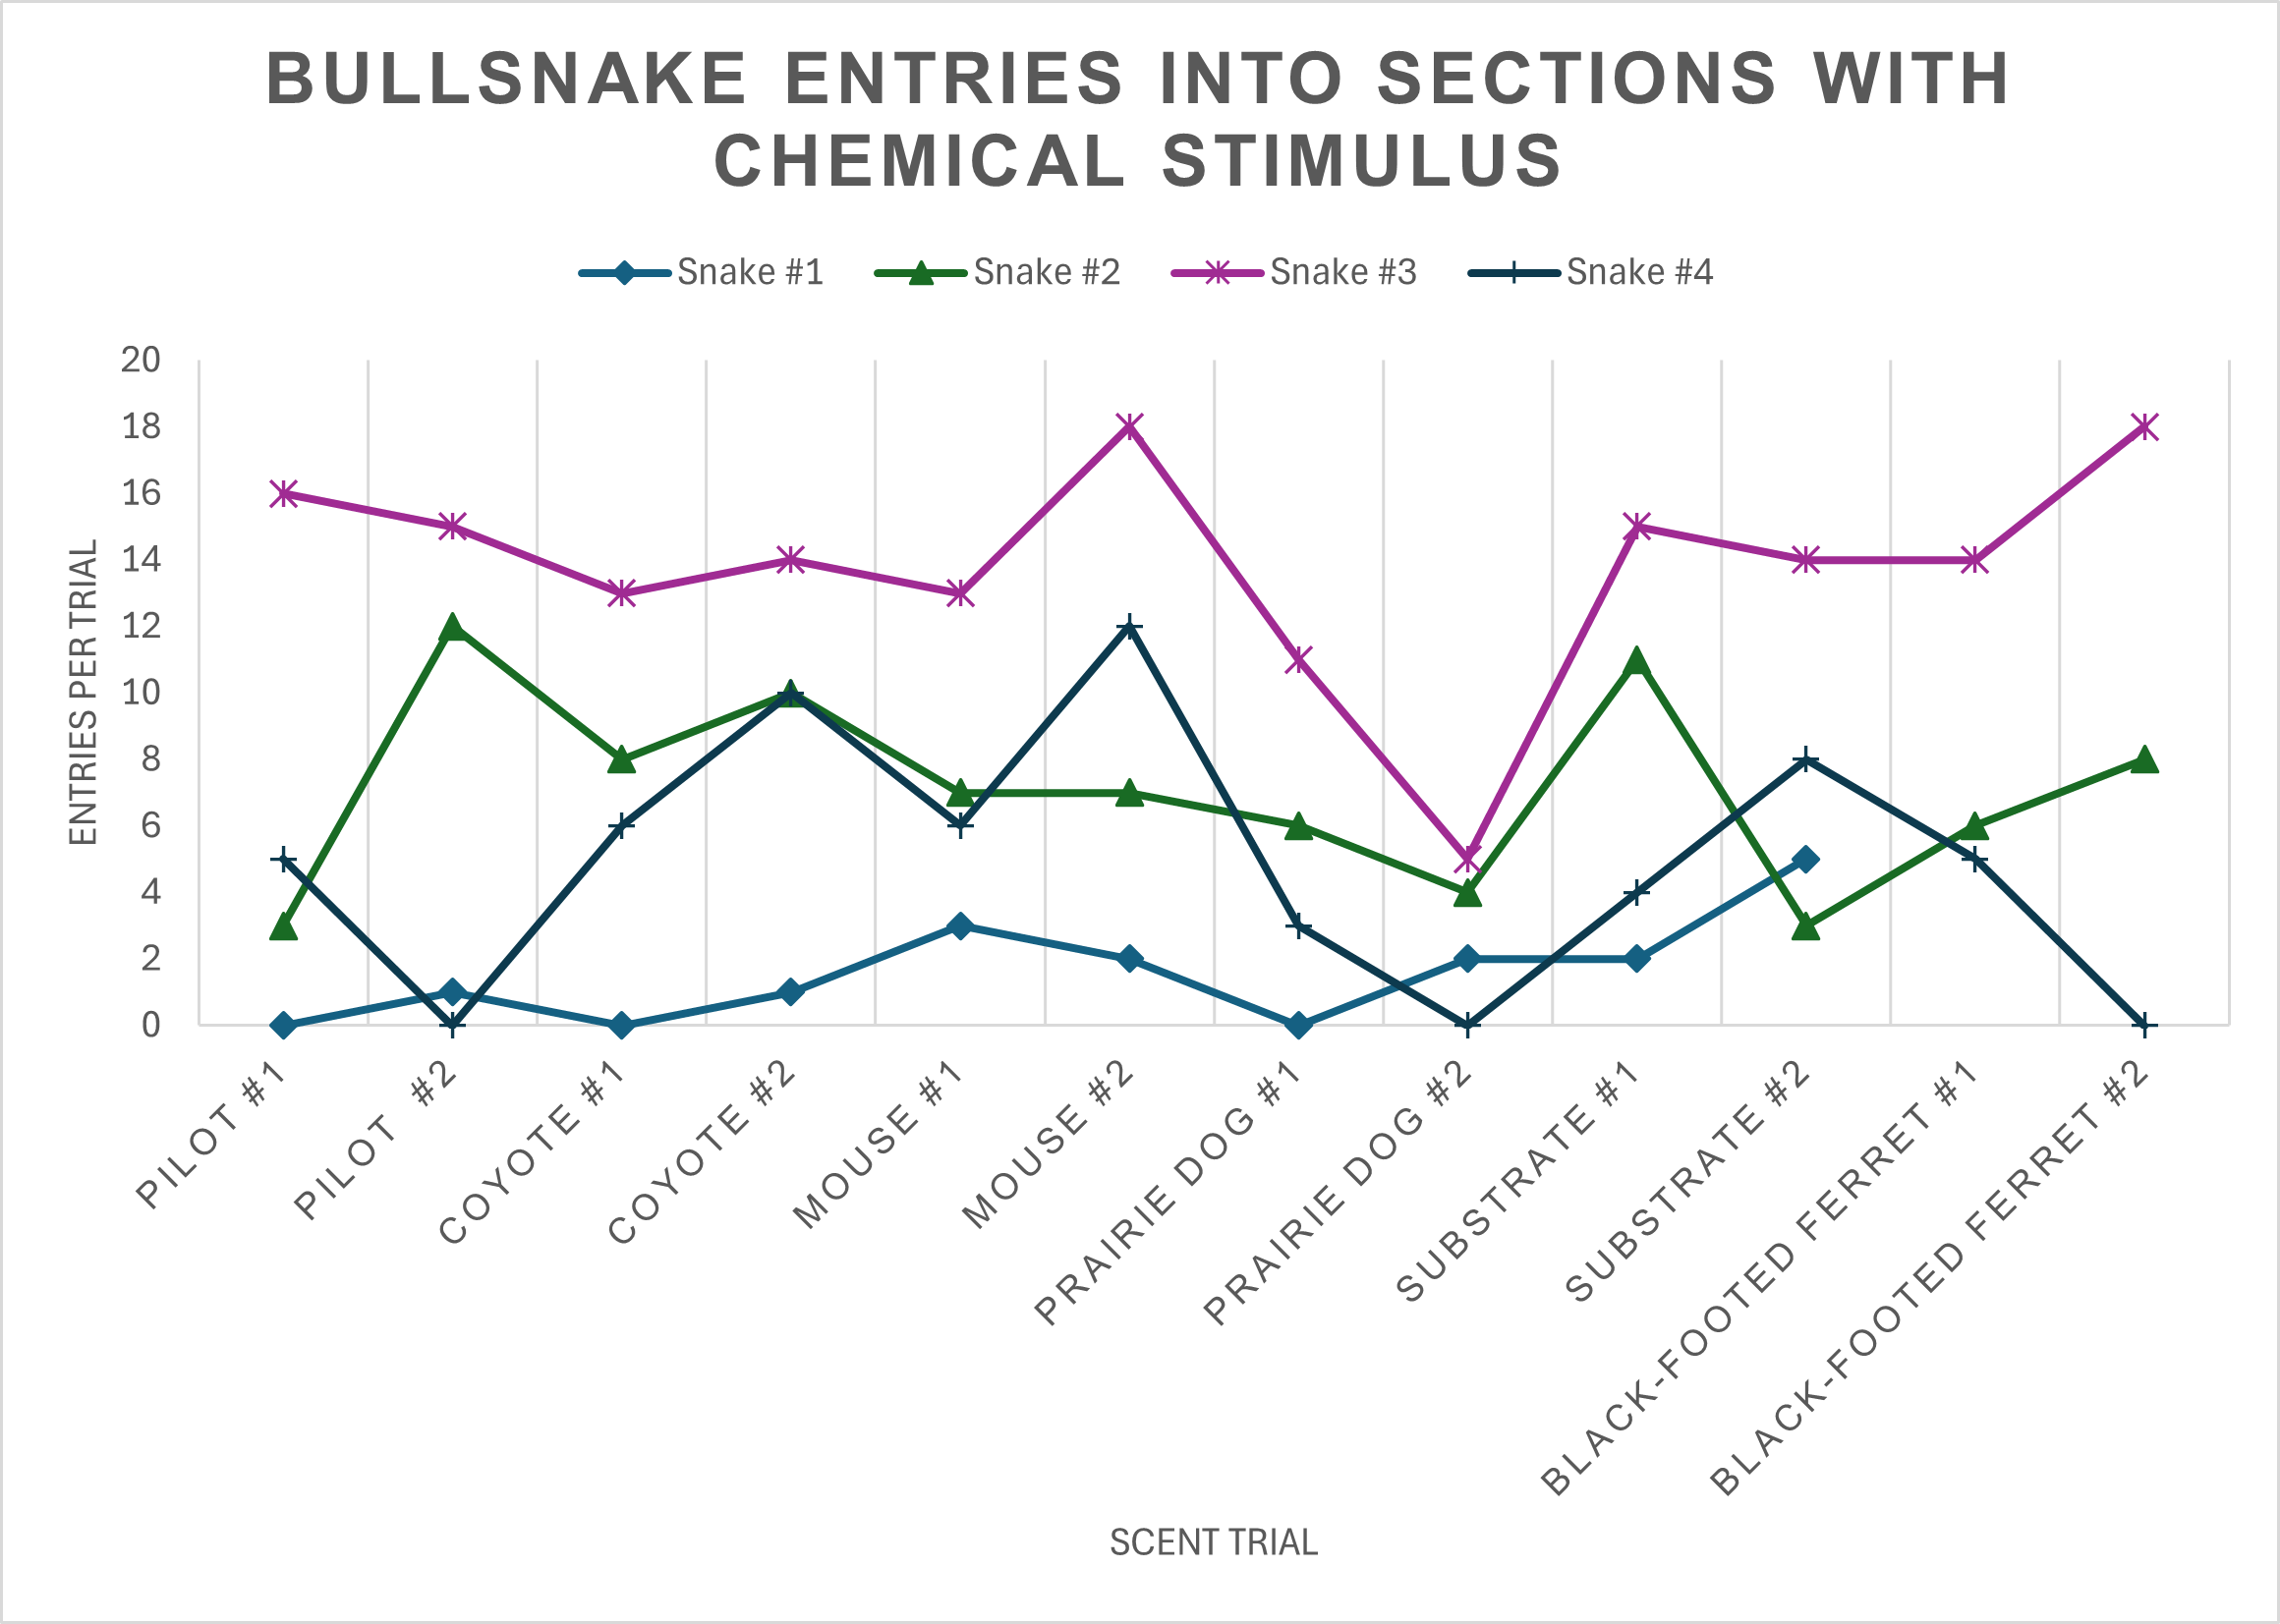 BULLSNAKE ENTRIES INTO SECTIONS WITH
CHEMICAL STIMULUS
Snake #1 Snake #2 Snake #3 Snake #4
ENTRIES PER TRIAL
20
18
16
14
12
10
8
6
4
2
0
PILOT #1
PILOT #2
COYOTE #1
COYOTE #2
MOUSE #1
MOUSE #2
PRAIRIE DOG #1
PRAIRIE DOG #2
SUBSTRATE #1
SUBSTRATE #2
BLACK-FOOTED FERRET #1
BLACK-FOOTED FERRET #2
SCENT TRIAL